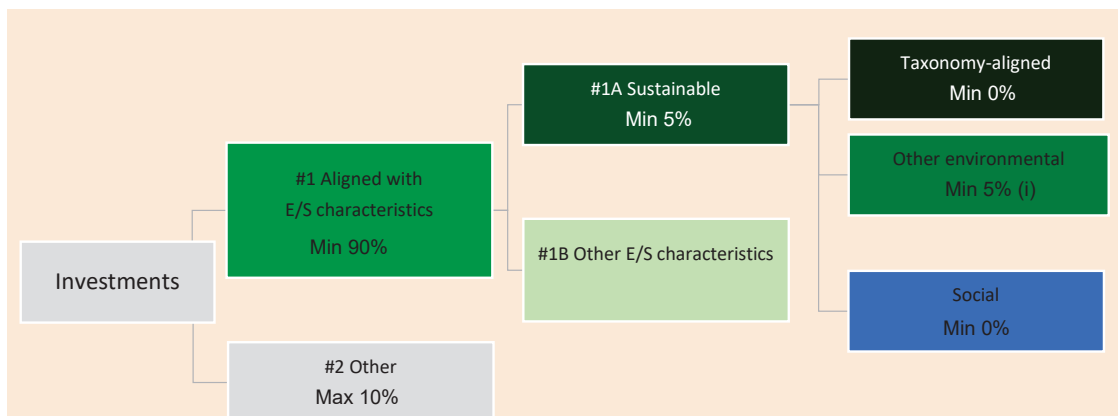 Investments
#1 Aligned with
E/S characteristics
Min 90%
#2 Other
Max 10%
#1A Sustainable
Min 5%
#1B Other E/S characteristics
Taxonomy-aligned
Min 0%
Other environmental
Min 5% (i)
Social
Min 0%